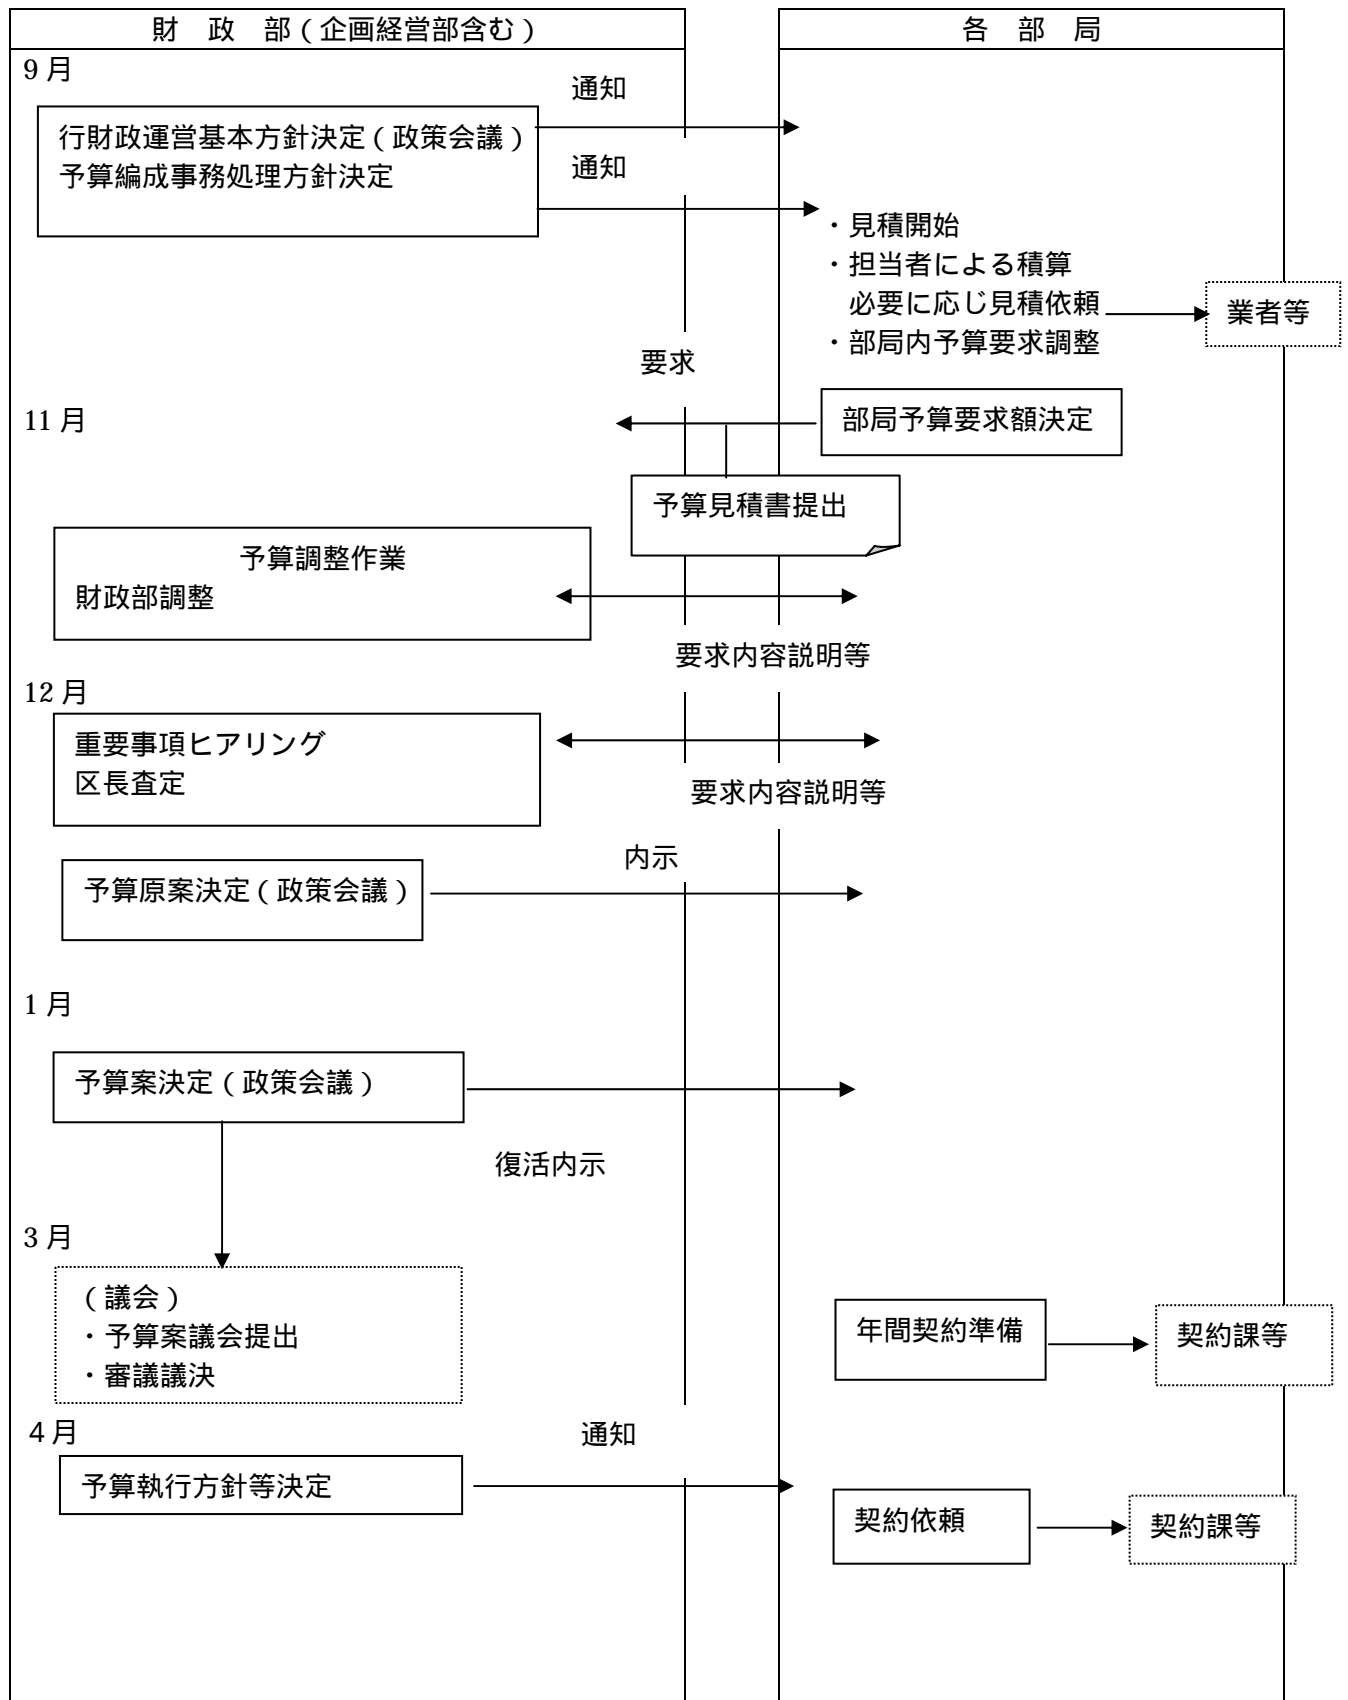 財　政　部（企画経営部含む）
各　部　局
9 月
通知
行財政運営基本方針決定（政策会議）
予算編成事務処理方針決定
通知
・見積開始
・担当者による積算
必要に応じ見積依頼
業者等
・部局内予算要求調整
要求
11 月
部局予算要求額決定
予算見積書提出
予算調整作業
財政部調整
要求内容説明等
12 月
重要事項ヒアリング
区長査定
要求内容説明等
内示
予算原案決定（政策会議）
1 月
予算案決定（政策会議）
復活内示
3 月
（議会）
・予算案議会提出
・審議議決
年間契約準備
契約課等
４月
通知
予算執行方針等決定
契約依頼
契約課等